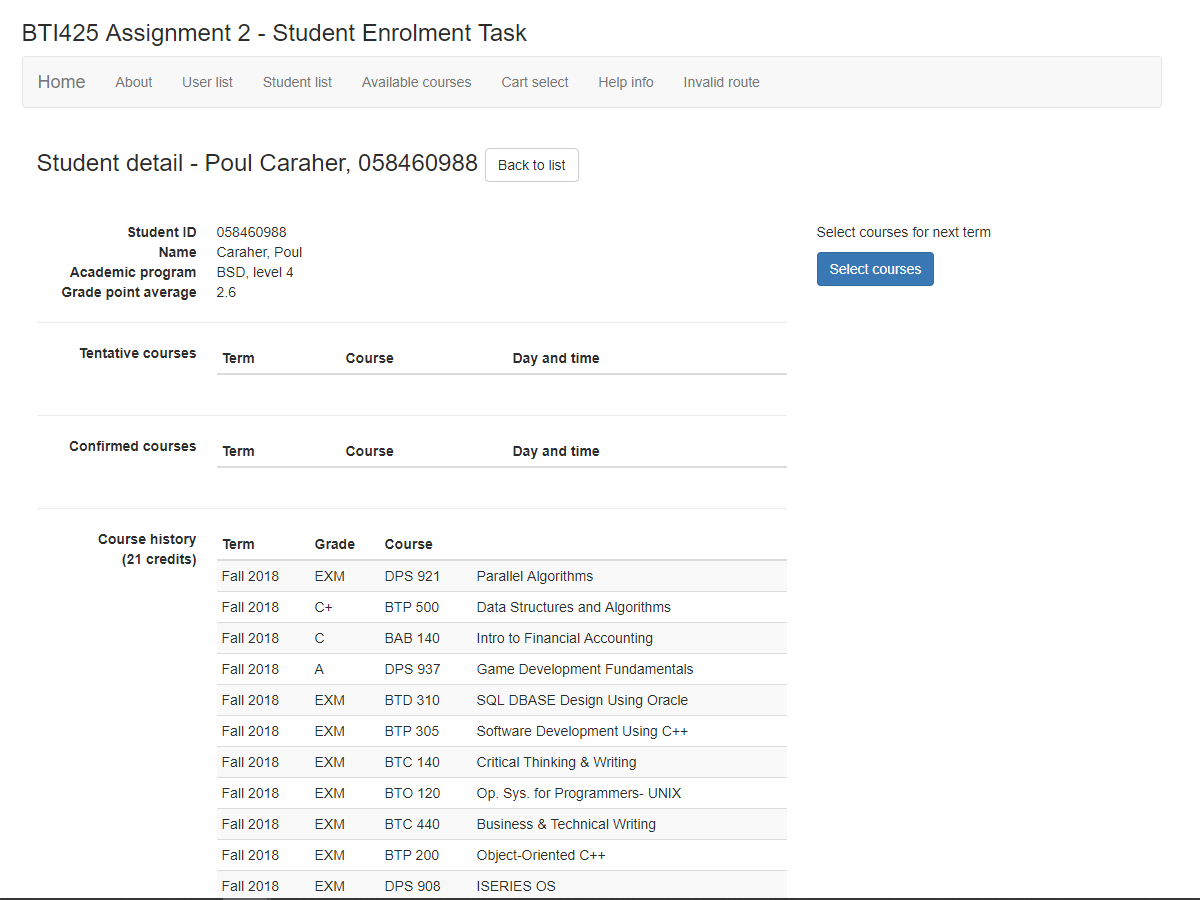 BTI425 Assignment 2 - Student Enrolment Task
Home About User list Student list Available courses Cart select Help info Invalid route
Student detail - Poul Caraher, 058460988 Back to list
Student ID 058460988
Name Caraher, Poul
Academic program BSD, level 4
Grade point average 2.6
Select courses for next term
Select courses
Tentative courses Term Course Day and time
Confirmed courses Term Course Day and time
Course history
(21 credits)
Term Grade Course
Fall 2018 EXM DPS 921 Parallel Algorithms
Fall 2018 C+ BTP 500 Data Structures and Algorithms
Fall 2018 C BAB 140 Intro to Financial Accounting
Fall 2018 A DPS 937 Game Development Fundamentals
Fall 2018 EXM BTD 310 SQL DBASE Design Using Oracle
Fall 2018 EXM BTP 305 Software Development Using C++
Fall 2018 EXM BTC 140 Critical Thinking & Writing
Fall 2018 EXM BTO 120 Op. Sys. for Programmers- UNIX
Fall 2018 EXM BTC 440 Business & Technical Writing
Fall 2018 EXM BTP 200 Object-Oriented C++
Fall 2018 EXM DPS 908 ISERIES OS